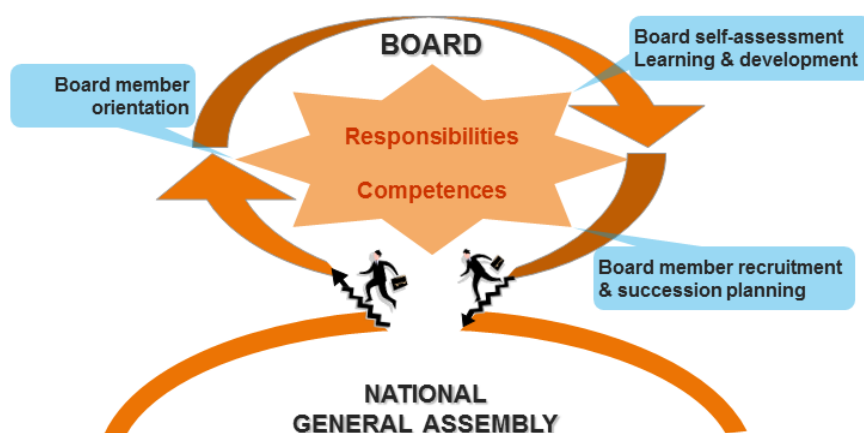 BOARD
Board self-assessment
Learning & development
Board member
orientation
Responsibilities
Competences
Board member recruitment
& succession planning
NATIONAL
GENERAL ASSEMBLY